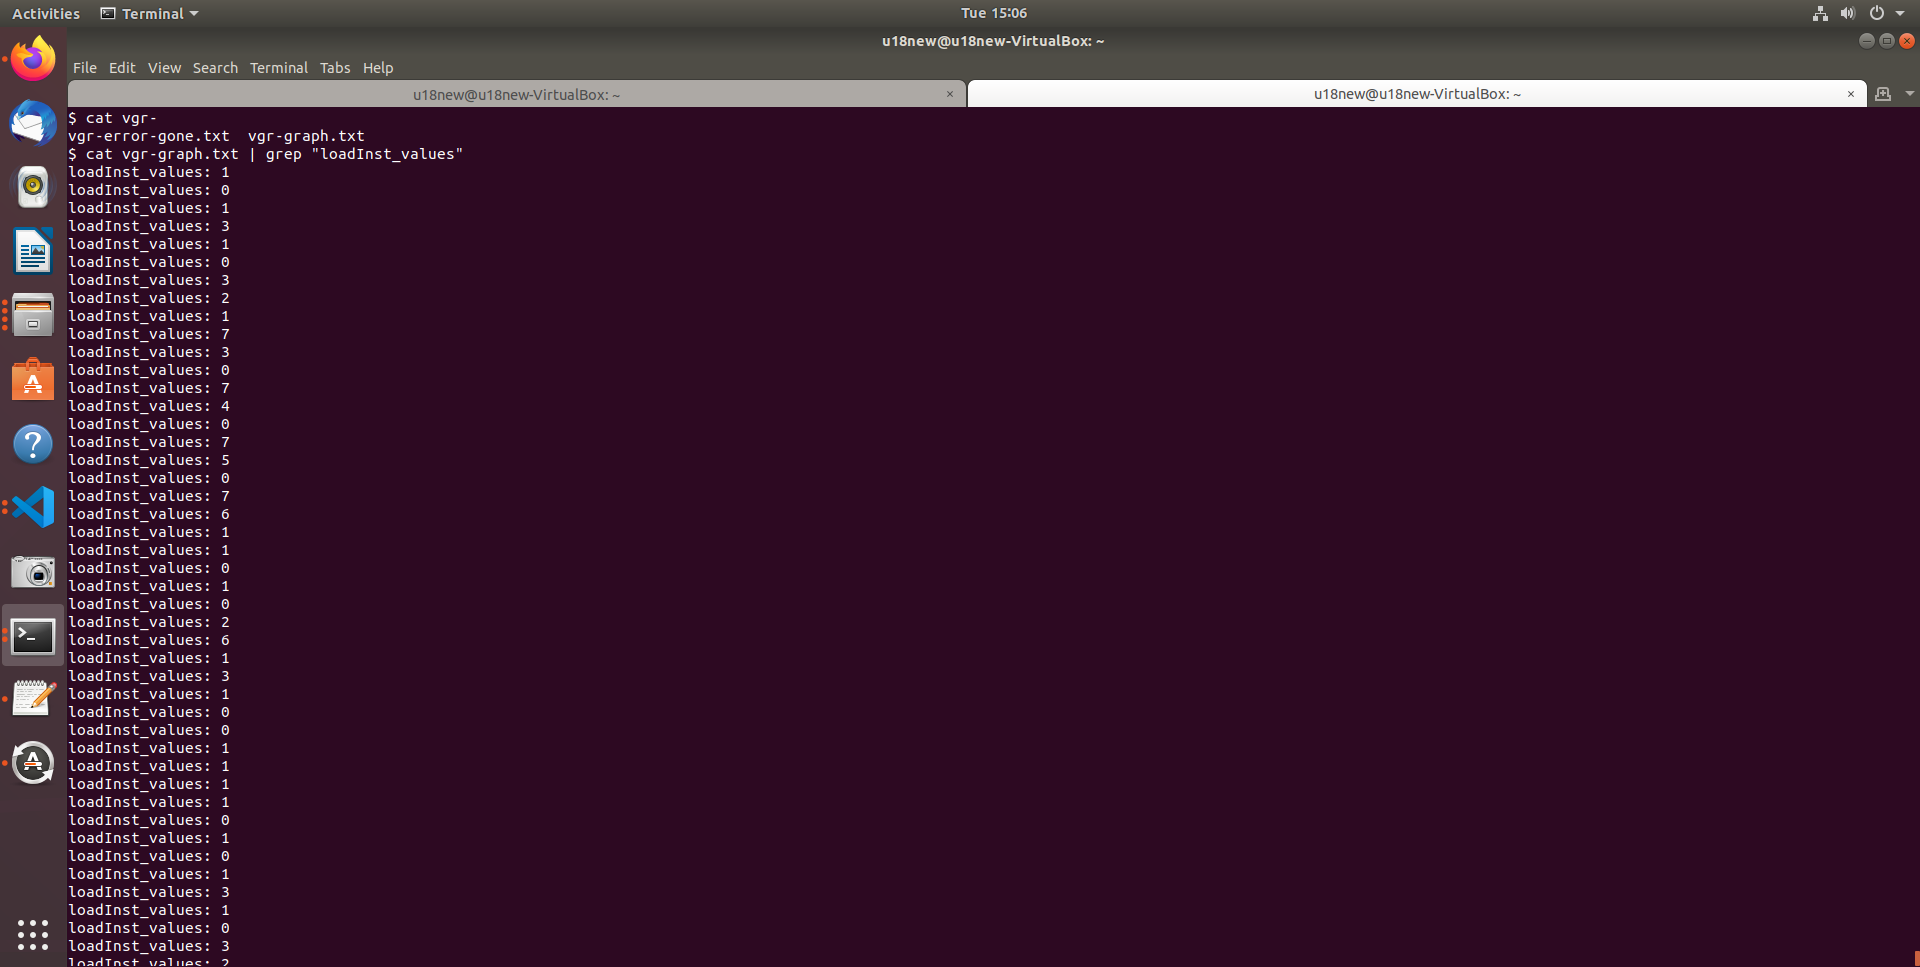 Activities Terminal Tue 15:06
u18new@u18new-VirtualBox: ~
File Edit View Search Terminal Tabs Help
u18new@u18new-VirtualBox: ~ × u18new@u18new-VirtualBox: ~ ×
$ cat vgr-
vgr-error-gone.txt  vgr-graph.txt
$ cat vgr-graph.txt | grep "loadInst_values"
loadInst_values: 1
loadInst_values: 0
loadInst_values: 1
loadInst_values: 3
loadInst_values: 1
loadInst_values: 0
loadInst_values: 3
loadInst_values: 2
loadInst_values: 1
loadInst_values: 7
loadInst_values: 3
loadInst_values: 0
loadInst_values: 7
loadInst_values: 4
loadInst_values: 0
loadInst_values: 7
loadInst_values: 5
loadInst_values: 0
loadInst_values: 7
loadInst_values: 6
loadInst_values: 1
loadInst_values: 1
loadInst_values: 0
loadInst_values: 1
loadInst_values: 0
loadInst_values: 2
loadInst_values: 6
loadInst_values: 1
loadInst_values: 3
loadInst_values: 1
loadInst_values: 0
loadInst_values: 0
loadInst_values: 1
loadInst_values: 1
loadInst_values: 1
loadInst_values: 1
loadInst_values: 0
loadInst_values: 1
loadInst_values: 0
loadInst_values: 1
loadInst_values: 3
loadInst_values: 1
loadInst_values: 0
loadInst_values: 3
loadInst_values: 2